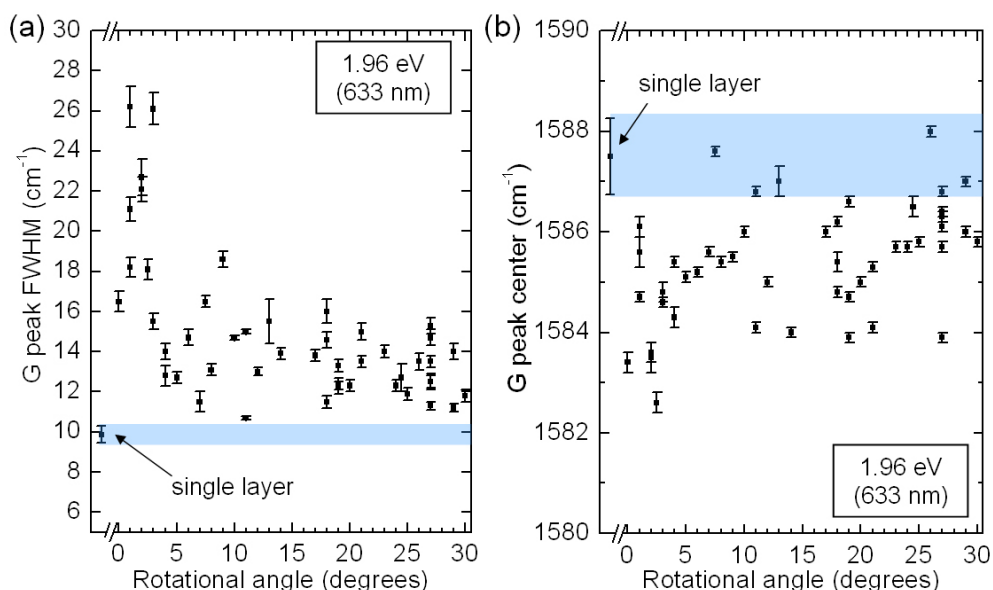 (a)
30
28
26
24
22
20
18
16
14
12
10
8
6
G peak FWHM (cm⁻¹)
1.96 eV
(633 nm)
single layer
0 5 10 15 20 25 30
Rotational angle (degrees)
(b)
1590
1588
1586
1584
1582
1580
G peak center (cm⁻¹)
single layer
1.96 eV
(633 nm)
0 5 10 15 20 25 30
Rotational angle (degrees)